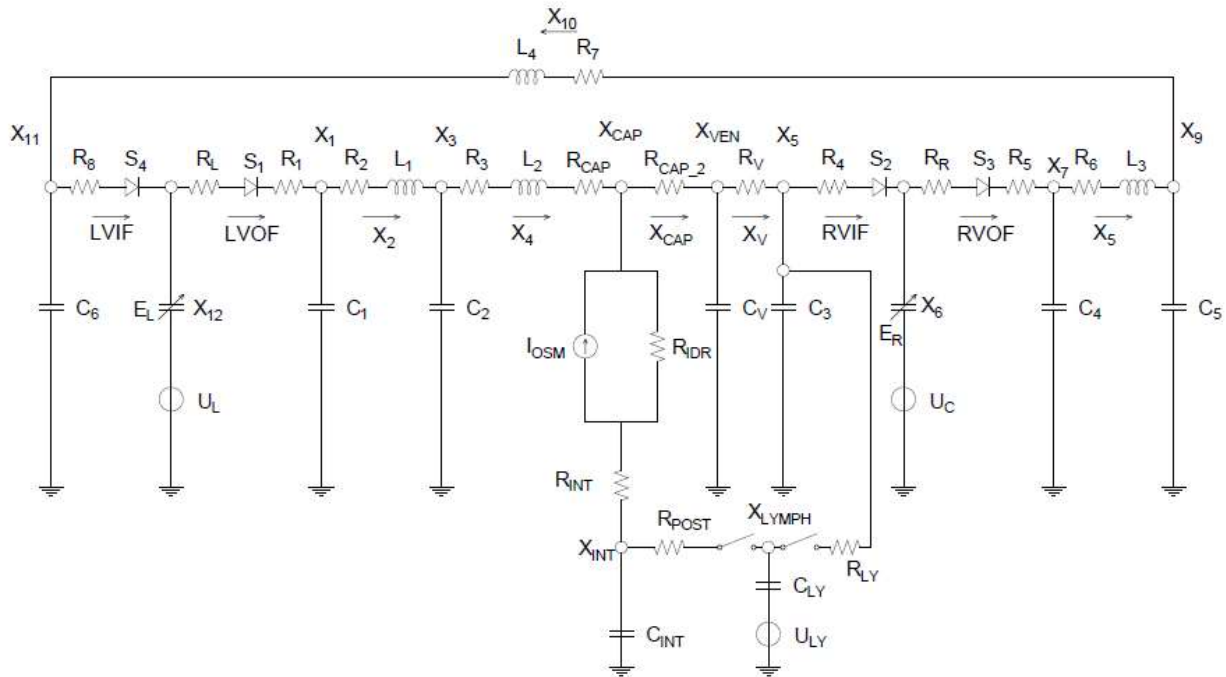 X10
L4 R7
X11 X1 X3 XCAP XVEN X5 X9
R8 S4 RL S1 R1 R2 L1 R3 L2 RCAP RCAP_2 RV R4 S2 RR S3 R5 X7 R6 L3
LVIF LVOF X2 X4 XCAP XV RVIF RVOF X5
C6 EL X12 C1 C2 CV C3 ER X6 C4 C5
IOSM RIDR
UL UC
RINT
RPOST XLYMPH
XINT RLY
CLY
CINT ULY